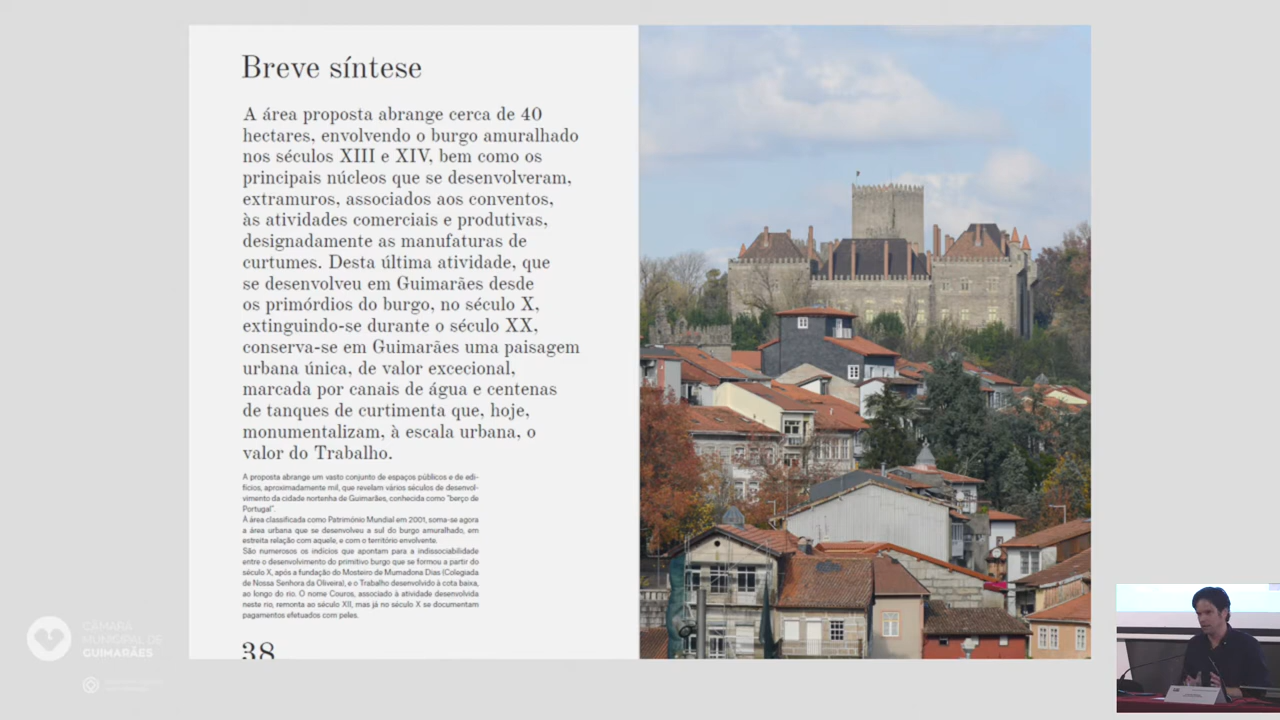 Breve síntese
A área proposta abrange cerca de 40
hectares, envolvendo o burgo amuralhado
nos séculos XIII e XIV, bem como os
principais núcleos que se desenvolveram,
extramuros, associados aos conventos,
às atividades comerciais e produtivas,
designadamente as manufaturas de
curtumes. Desta última atividade, que
se desenvolveu em Guimarães desde
os primórdios do burgo, no século X,
extinguindo-se durante o século XX,
conserva-se em Guimarães uma paisagem
urbana única, de valor excecional,
marcada por canais de água e centenas
de tanques de curtimenta que, hoje,
monumentalizam, à escala urbana, o
valor do Trabalho.
A proposta abrange um vasto conjunto de espaços públicos e de edi-
fícios, aproximadamente mil, que revelam vários séculos de desenvol-
vimento da cidade nortenha de Guimarães, conhecida como "berço de
Portugal".
À área classificada como Património Mundial em 2001, soma-se agora
a área urbana que se desenvolveu a sul do burgo amuralhado, em
estreita relação com aquele, e com o território envolvente.
São numerosos os indícios que apontam para a indissociabilidade
entre o desenvolvimento do primitivo burgo que se formou a partir do
século X, após a fundação do Mosteiro de Mumadona Dias (Colegiada
de Nossa Senhora da Oliveira), e o Trabalho desenvolvido à cota baixa,
ao longo do rio. O nome Couros, associado à atividade desenvolvida
neste rio, remonta ao século XII, mas já no século X se documentam
pagamentos efetuados com peles.
38
CÂMARA
MUNICIPAL DE
GUIMARÃES